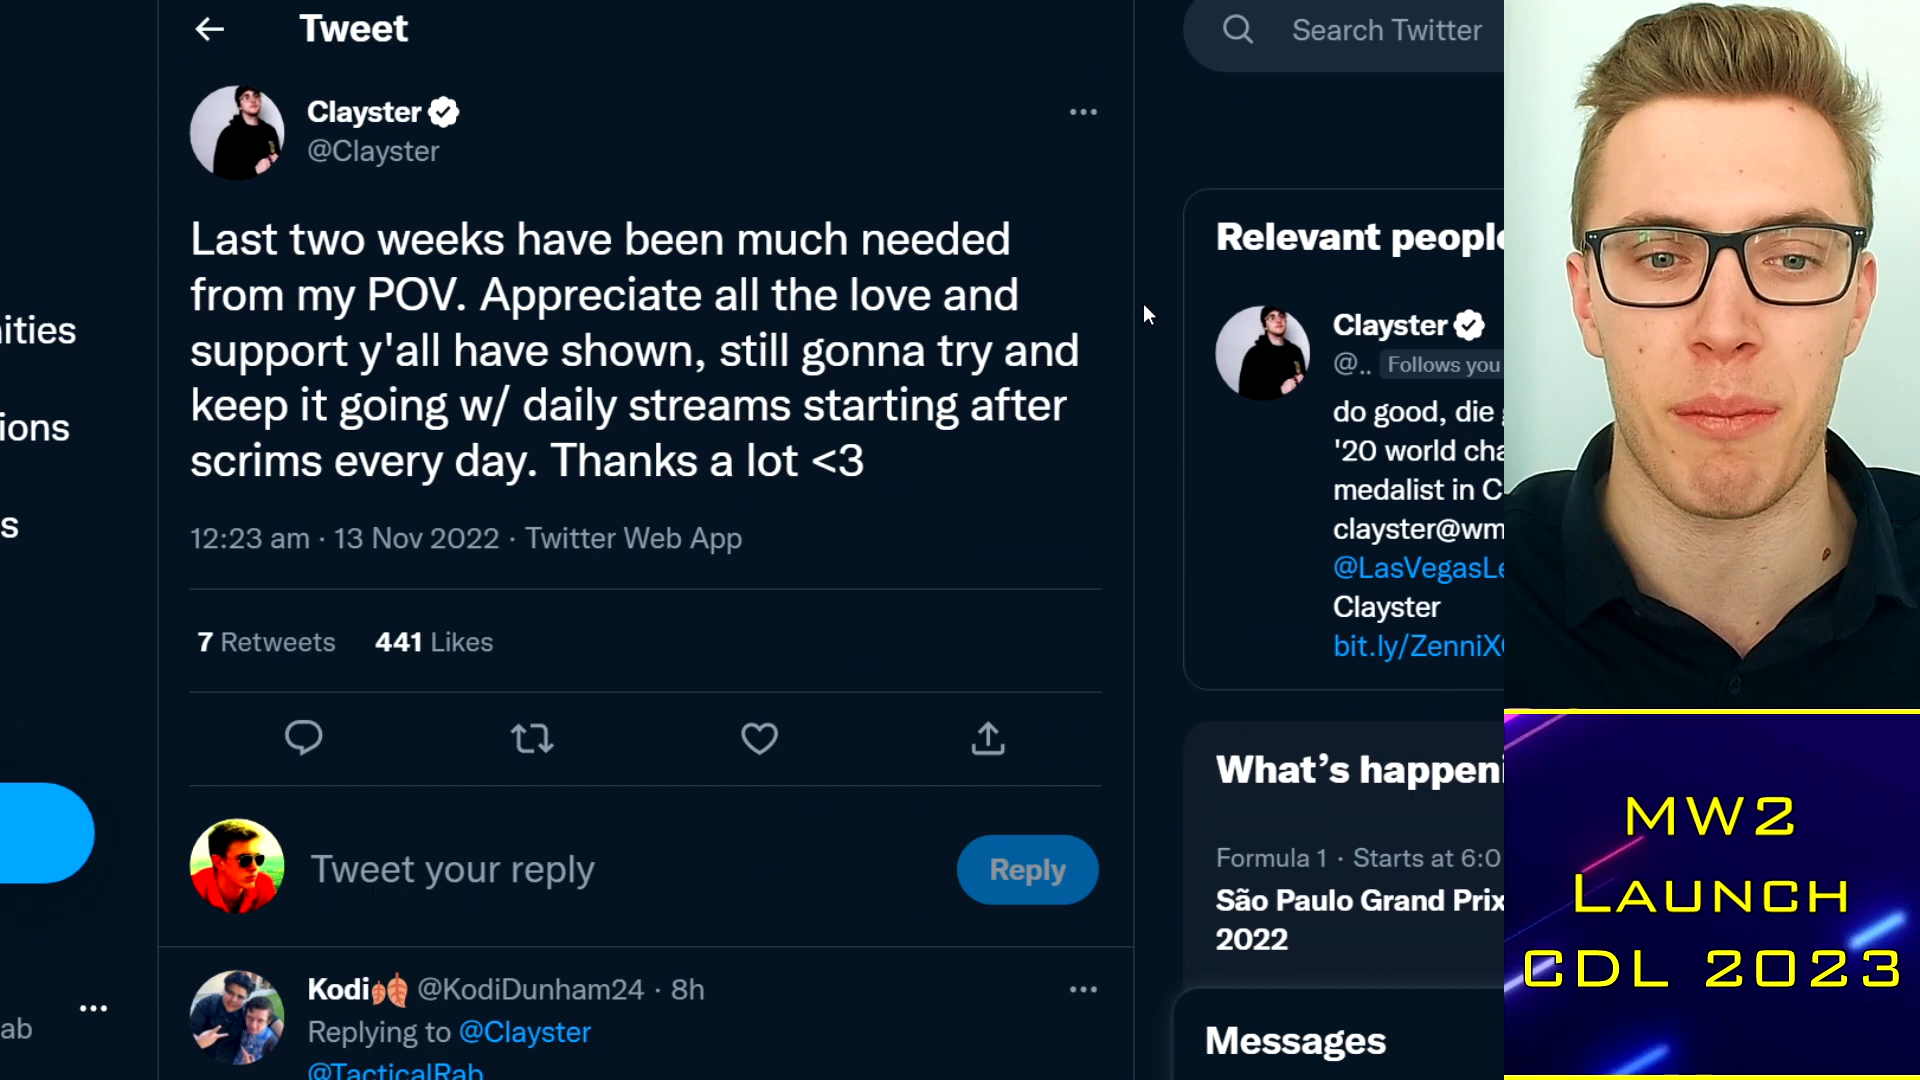 Tweet
Search Twitter
Clayster
@Clayster
Last two weeks have been much needed
from my POV. Appreciate all the love and
support y'all have shown, still gonna try and
keep it going w/ daily streams starting after
scrims every day. Thanks a lot <3
12:23 am · 13 Nov 2022 · Twitter Web App
7 Retweets 441 Likes
Tweet your reply
Reply
Kodi @KodiDunham24 · 8h
Replying to @Clayster
@TacticalRab
ities
ions
s
ab
Relevant people
Clayster
@.. Follows you
do good, die
'20 world cha
medalist in C
clayster@wm
@LasVegasLe
Clayster
bit.ly/ZenniX
What's happeni
Formula 1 · Starts at 6:0
São Paulo Grand Prix
2022
Messages
MW2
LAUNCH
CDL 2023